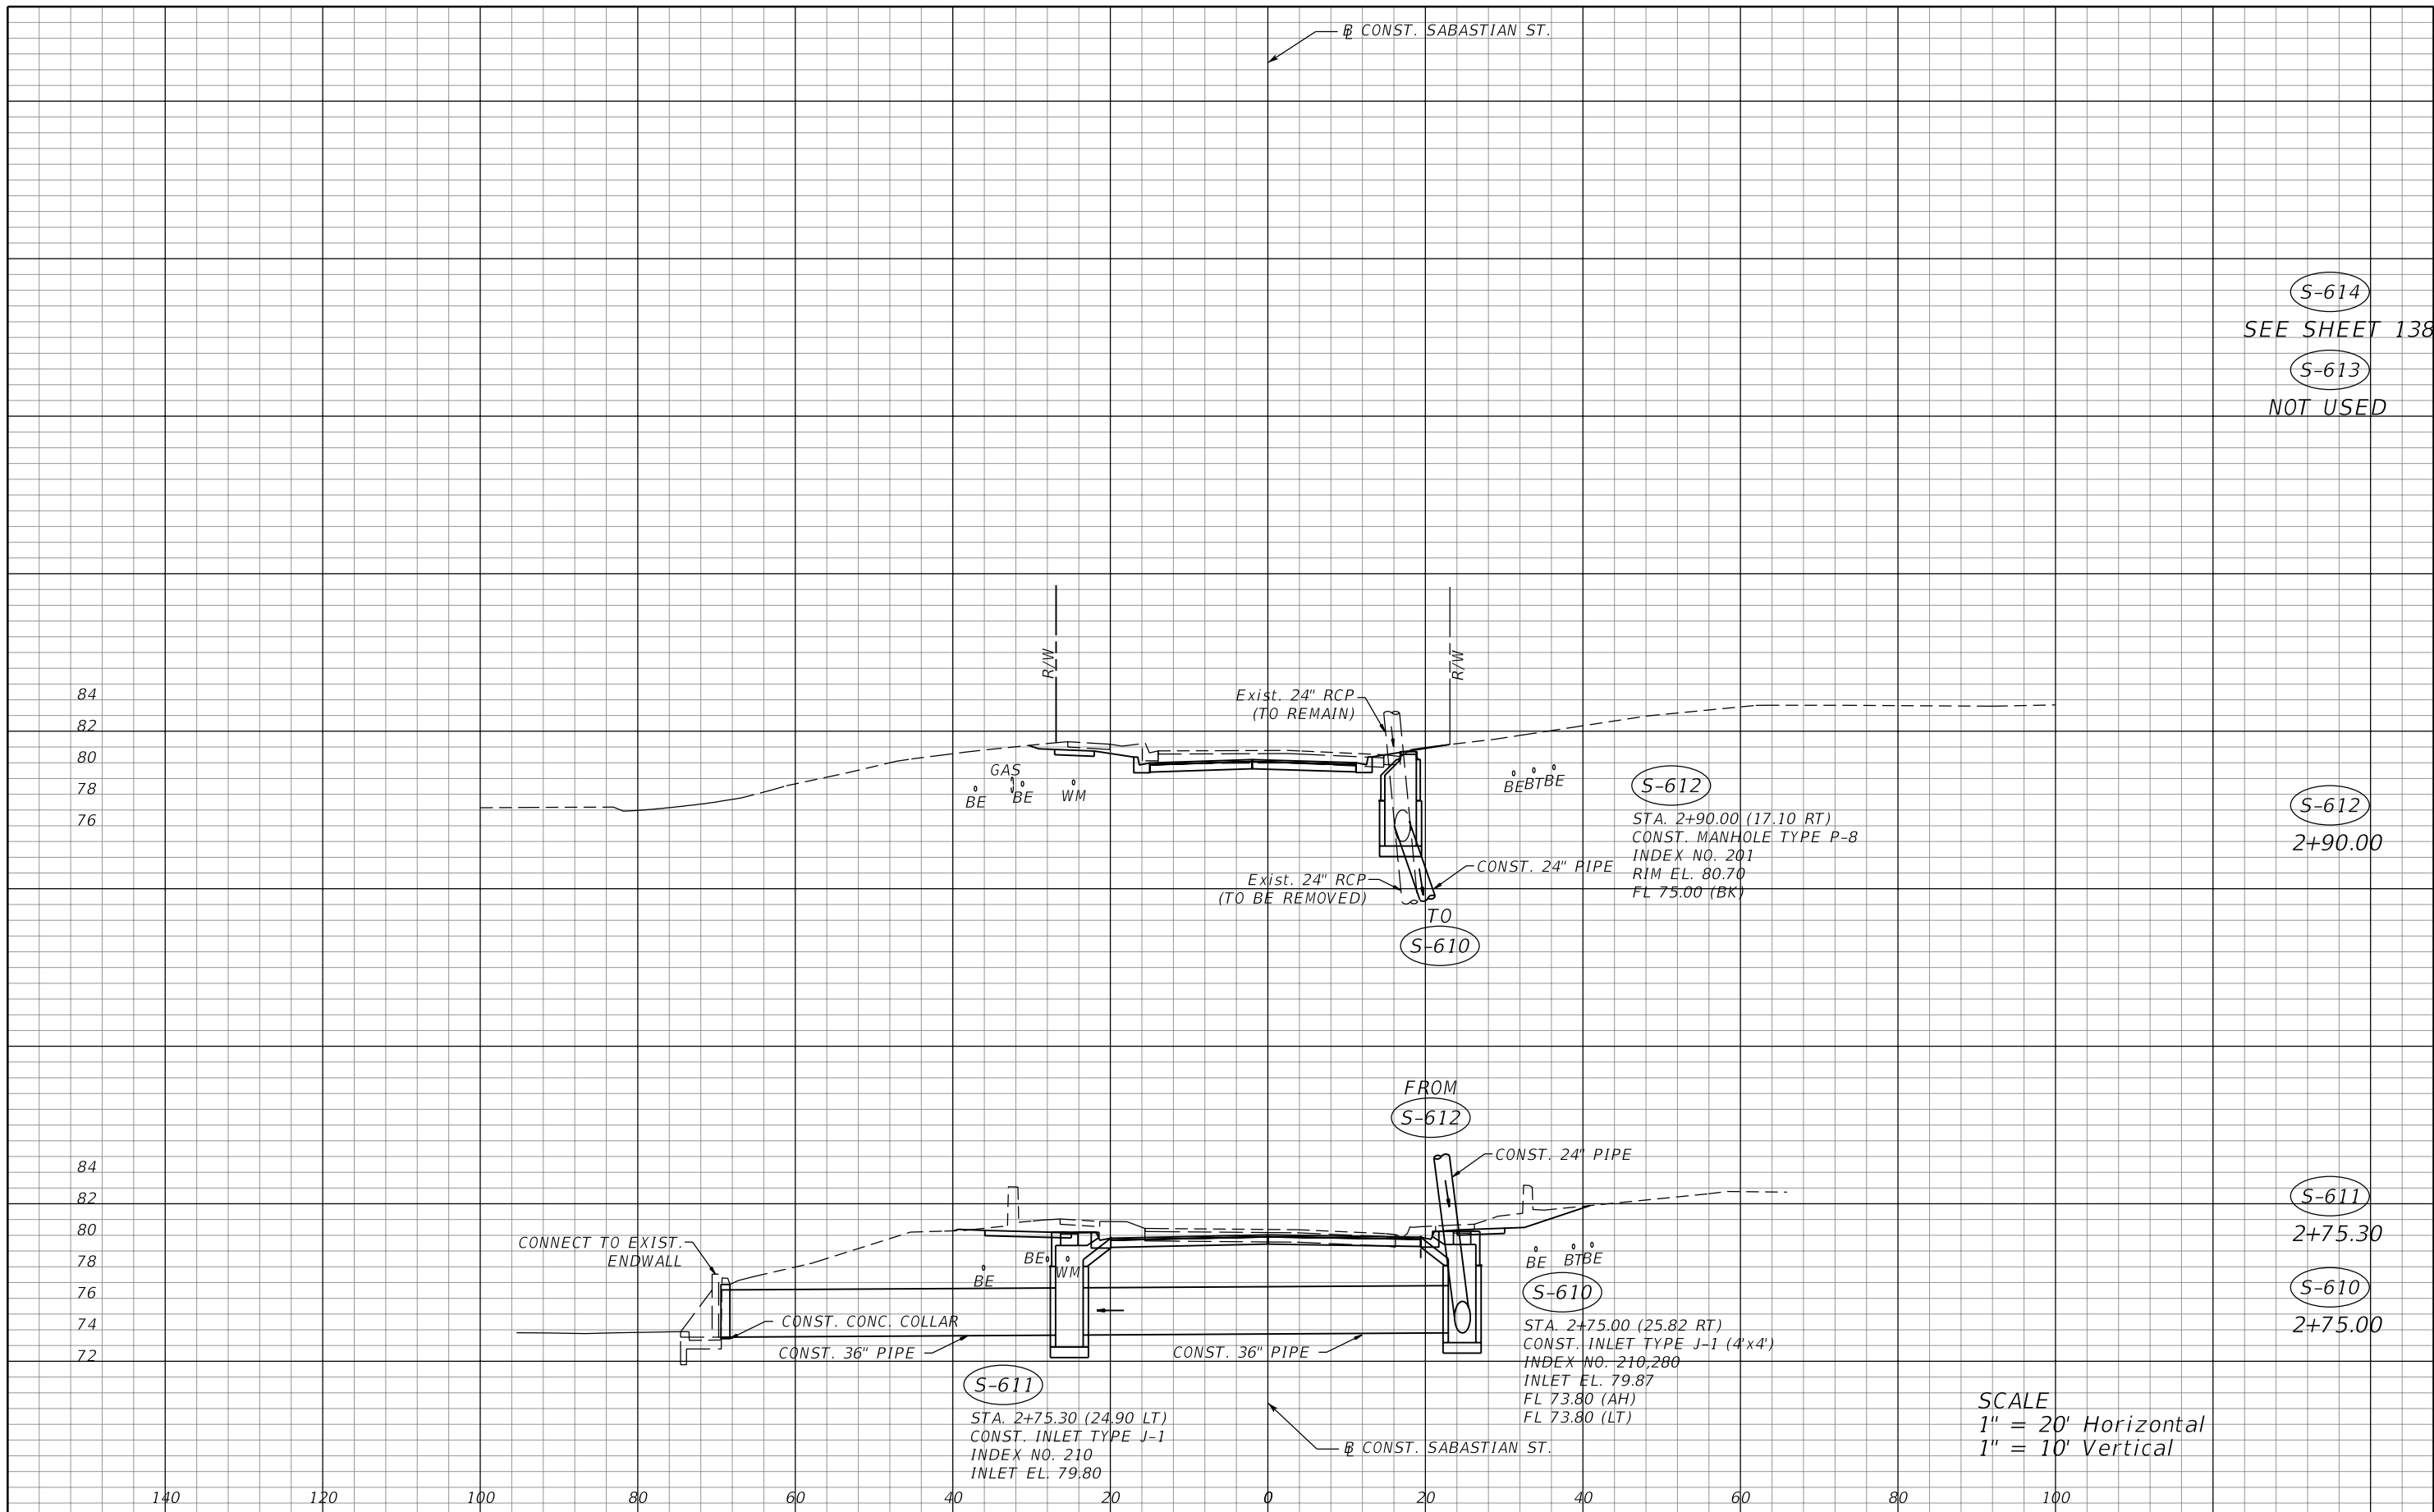 ℄ CONST. SABASTIAN ST.
S-614
SEE SHEET 138
S-613
NOT USED
R/W
R/W
84
82
80
78
76
Exist. 24" RCP
(TO REMAIN)
GAS
BE
BE
WM
BE
BT
BE
S-612
STA. 2+90.00 (17.10 RT)
CONST. MANHOLE TYPE P-8
INDEX NO. 201
RIM EL. 80.70
FL 75.00 (BK)
S-612
2+90.00
CONST. 24" PIPE
Exist. 24" RCP
(TO BE REMOVED)
TO
S-610
FROM
S-612
CONST. 24" PIPE
84
82
80
78
76
74
72
S-611
2+75.30
S-610
2+75.00
CONNECT TO EXIST.
ENDWALL
BE
BE
WM
BE
BT
BE
CONST. CONC. COLLAR
CONST. 36" PIPE
CONST. 36" PIPE
S-610
STA. 2+75.00 (25.82 RT)
CONST. INLET TYPE J-1 (4'x4')
INDEX NO. 210,280
INLET EL. 79.87
FL 73.80 (AH)
FL 73.80 (LT)
S-611
STA. 2+75.30 (24.90 LT)
CONST. INLET TYPE J-1
INDEX NO. 210
INLET EL. 79.80
℄ CONST. SABASTIAN ST.
SCALE
1" = 20' Horizontal
1" = 10' Vertical
140 120 100 80 60 40 20 0 20 40 60 80 100